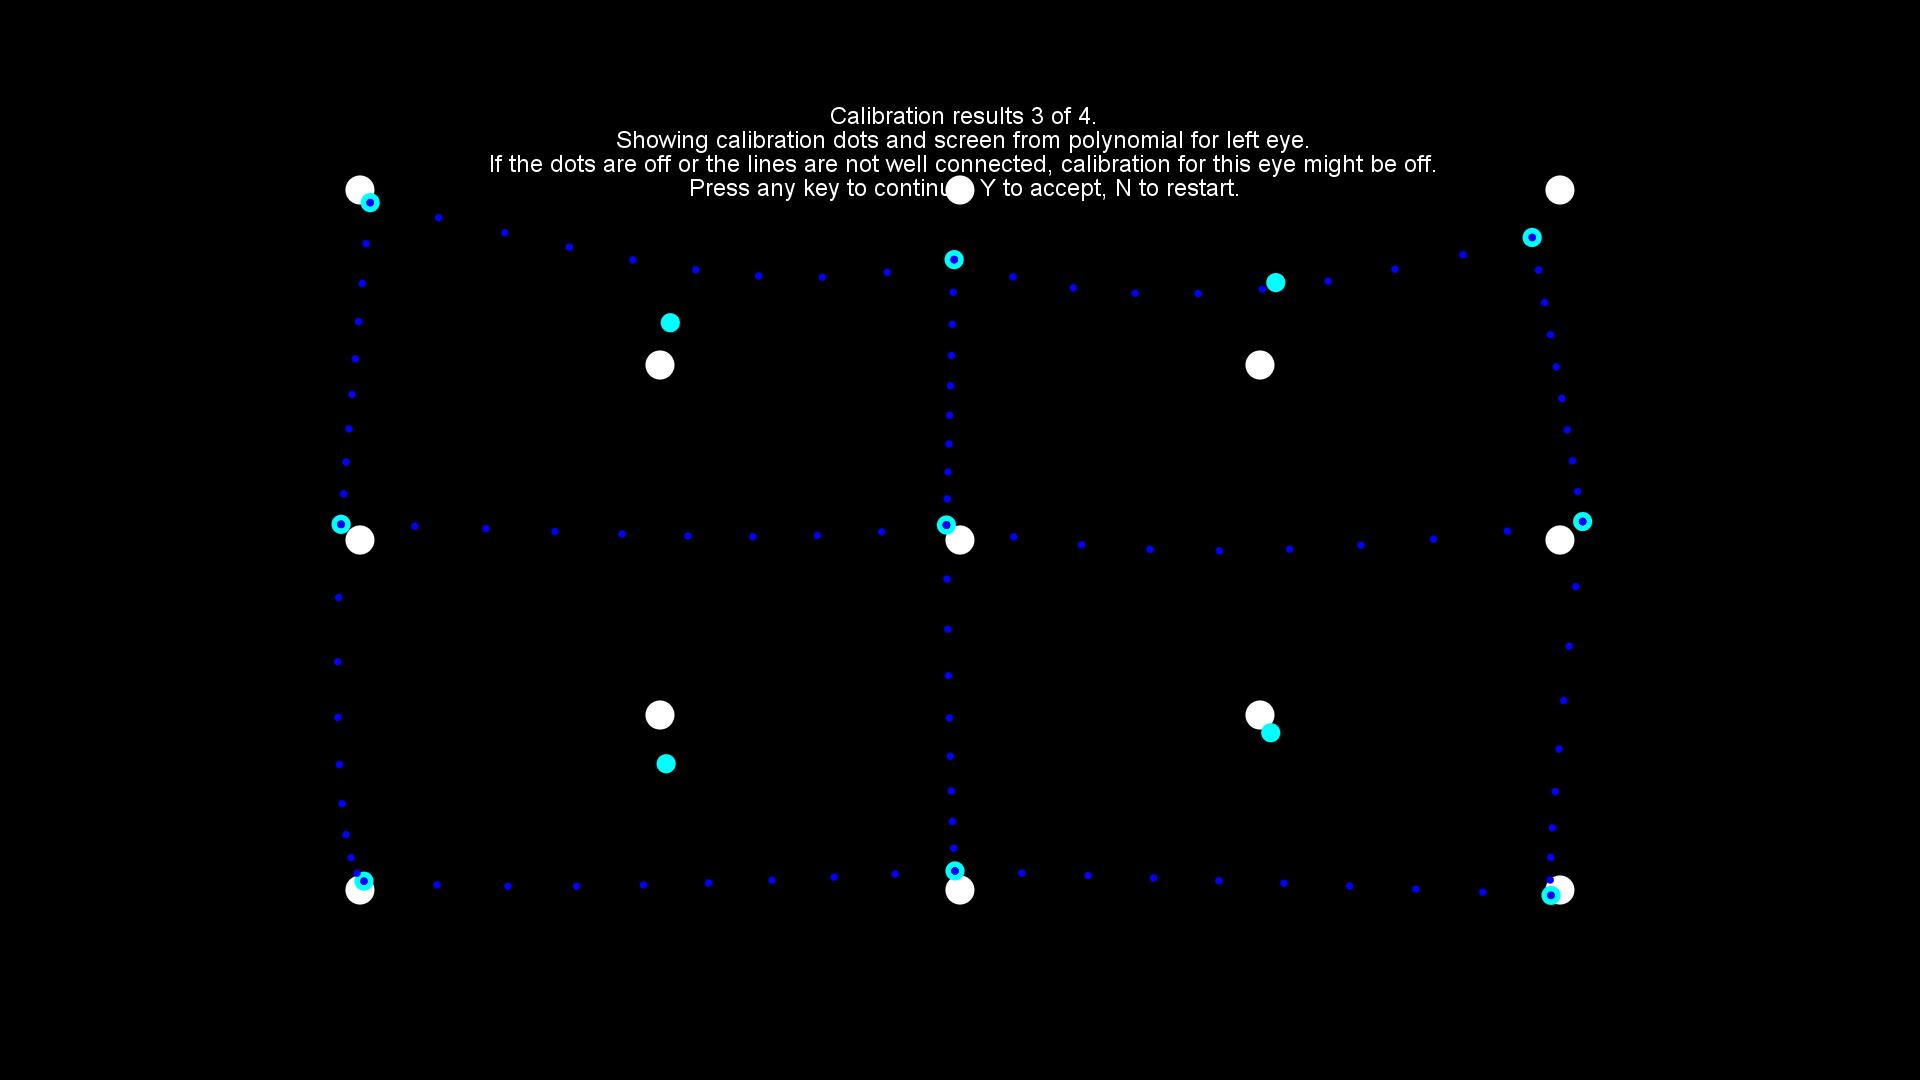 Calibration results 3 of 4.
Showing calibration dots and screen from polynomial for left eye.
If the dots are off or the lines are not well connected, calibration for this eye might be off.
Press any key to continu Y to accept, N to restart.